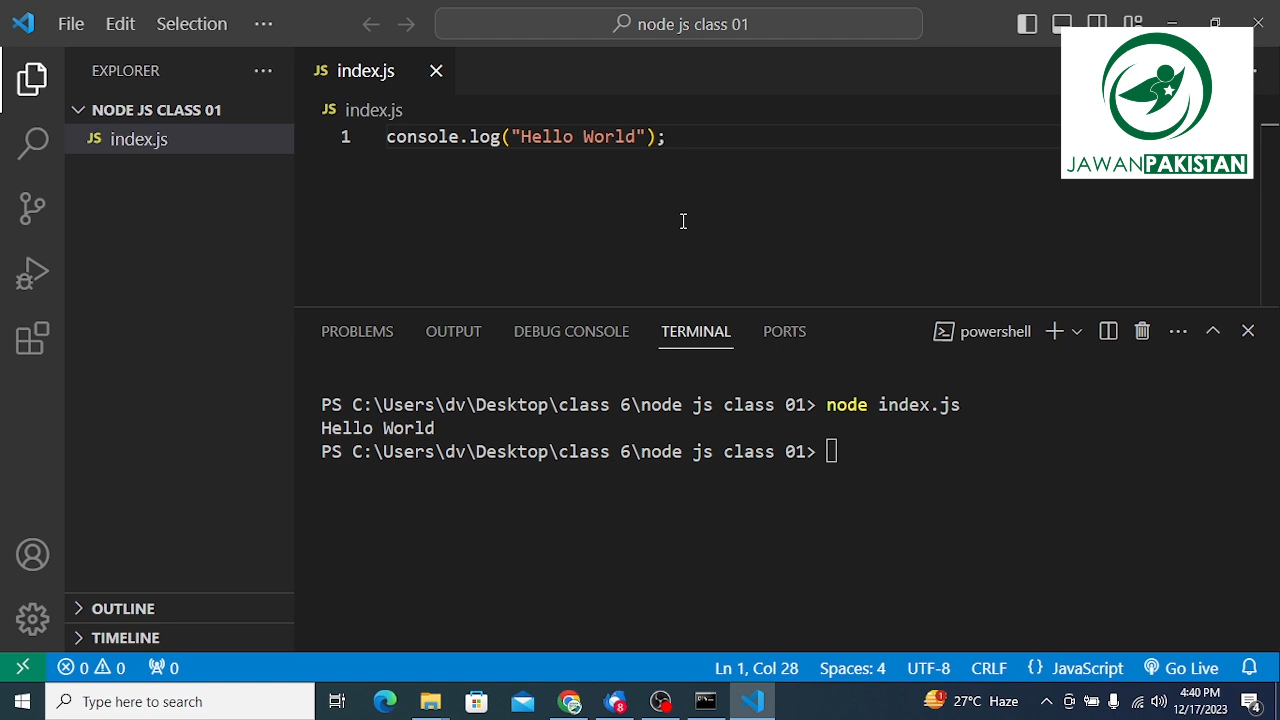 File Edit Selection ···
node js class 01
EXPLORER ···
JS index.js
JAWANPAKISTAN
NODE JS CLASS 01
JS index.js
JS index.js
1 console.log("Hello World");
PROBLEMS OUTPUT DEBUG CONSOLE TERMINAL PORTS
powershell
PS C:\Users\dv\Desktop\class 6\node js class 01> node index.js
Hello World
PS C:\Users\dv\Desktop\class 6\node js class 01>
OUTLINE
TIMELINE
0 0 0
Ln 1, Col 28 Spaces: 4 UTF-8 CRLF {} JavaScript Go Live
Type here to search
8
27°C Haze
4:40 PM
12/17/2023
4